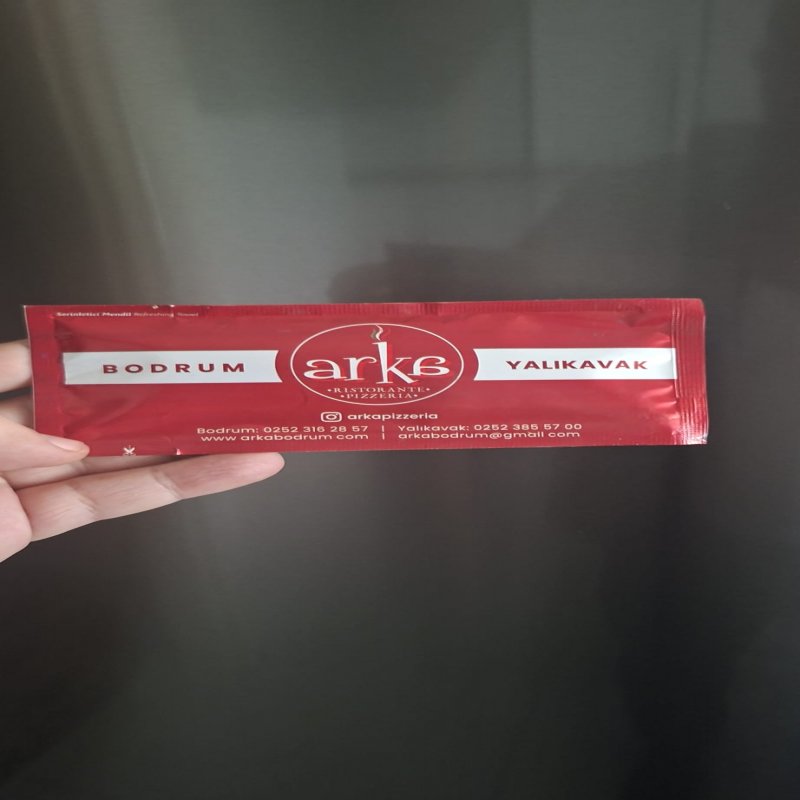 Serinletici Mendil Refreshing Towel
BODRUM
arka
•RISTORANTE•
•PIZZERIA•
YALIKAVAK
arkapizzeria
Bodrum: 0252 316 28 57 | Yalıkavak: 0252 385 57 00
www.arkabodrum.com | arkabodrum@gmail.com